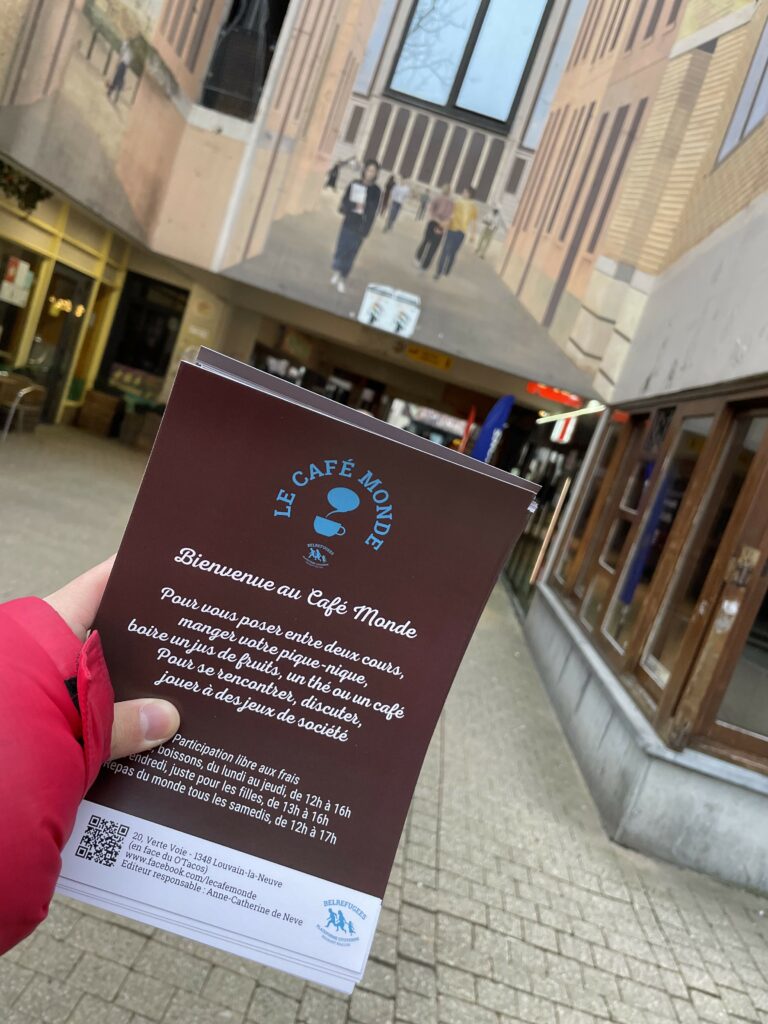 LE CAFÉ MONDE
BELREFUGEES
Bienvenue au Café Monde
Pour vous poser entre deux cours,
manger votre pique-nique,
boire un jus de fruits, un thé ou un café
Pour se rencontrer, discuter,
jouer à des jeux de société
Participation libre aux frais
boissons, du lundi au jeudi, de 12h à 16h
endredi, juste pour les filles, de 13h à 16h
Repas du monde tous les samedis, de 12h à 17h
20, Verte Voie - 1348 Louvain-la-Neuve
(en face du O'Tacos)
www.facebook.com/lecafemonde
Editeur responsable : Anne-Catherine de Neve
BELREFUGEES
PLATEFORME CITOYENNE